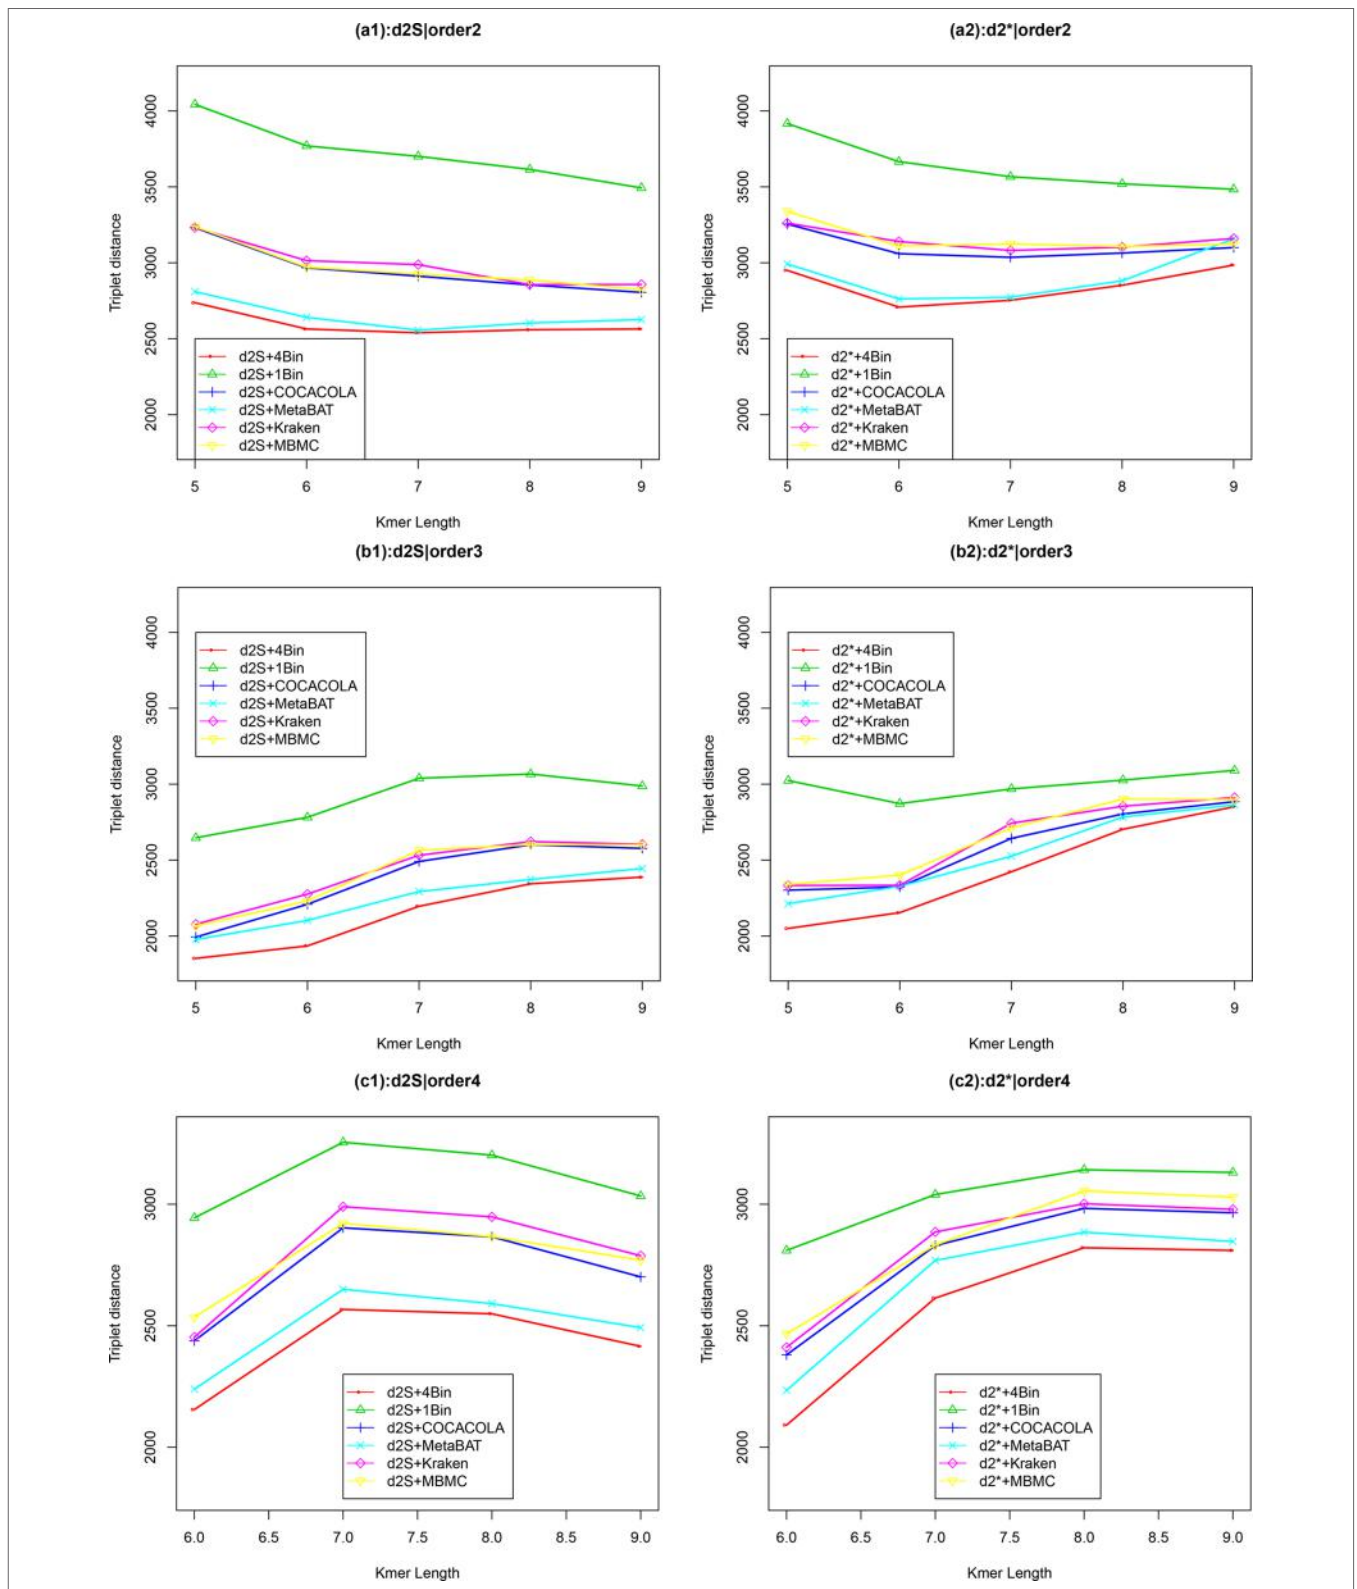 (a1):d2S|order2
Triplet distance
4000
3500
3000
2500
2000
d2S+4Bin
d2S+1Bin
d2S+COCACOLA
d2S+MetaBAT
d2S+Kraken
d2S+MBMC
5 6 7 8 9
Kmer Length
(a2):d2*|order2
Triplet distance
4000
3500
3000
2500
2000
d2*+4Bin
d2*+1Bin
d2*+COCACOLA
d2*+MetaBAT
d2*+Kraken
d2*+MBMC
5 6 7 8 9
Kmer Length
(b1):d2S|order3
Triplet distance
4000
3500
3000
2500
2000
d2S+4Bin
d2S+1Bin
d2S+COCACOLA
d2S+MetaBAT
d2S+Kraken
d2S+MBMC
5 6 7 8 9
Kmer Length
(b2):d2*|order3
Triplet distance
4000
3500
3000
2500
2000
d2*+4Bin
d2*+1Bin
d2*+COCACOLA
d2*+MetaBAT
d2*+Kraken
d2*+MBMC
5 6 7 8 9
Kmer Length
(c1):d2S|order4
Triplet distance
3000
2500
2000
d2S+4Bin
d2S+1Bin
d2S+COCACOLA
d2S+MetaBAT
d2S+Kraken
d2S+MBMC
6.0 6.5 7.0 7.5 8.0 8.5 9.0
Kmer Length
(c2):d2*|order4
Triplet distance
3000
2500
2000
d2*+4Bin
d2*+1Bin
d2*+COCACOLA
d2*+MetaBAT
d2*+Kraken
d2*+MBMC
6.0 6.5 7.0 7.5 8.0 8.5 9.0
Kmer Length